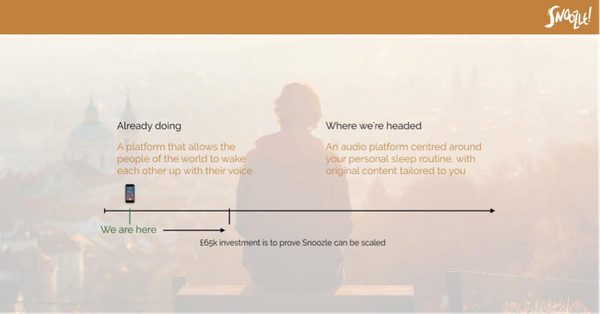 Snoozle!
Already doing
A platform that allows the
people of the world to wake
each other up with their voice
Where we're headed
An audio platform centred around
your personal sleep routine, with
original content tailored to you
We are here
£65k investment is to prove Snoozle can be scaled